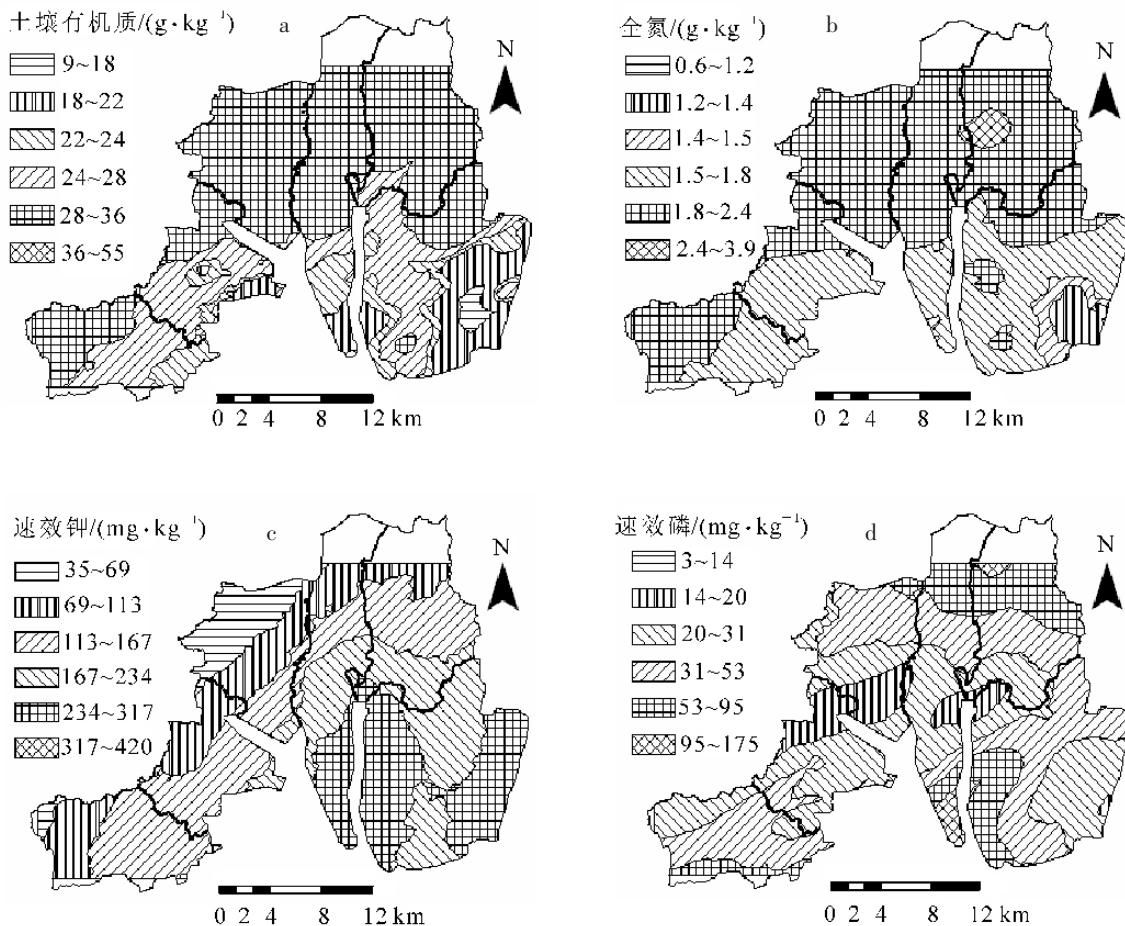 土壤有机质/(g·kg⁻¹)
a
N
9~18
18~22
22~24
24~28
28~36
36~55
0 2 4 8 12 km
全氮/(g·kg⁻¹)
b
N
0.6~1.2
1.2~1.4
1.4~1.5
1.5~1.8
1.8~2.4
2.4~3.9
0 2 4 8 12 km
速效钾/(mg·kg⁻¹)
c
N
35~69
69~113
113~167
167~234
234~317
317~420
0 2 4 8 12 km
速效磷/(mg·kg⁻¹)
d
N
3~14
14~20
20~31
31~53
53~95
95~175
0 2 4 8 12 km